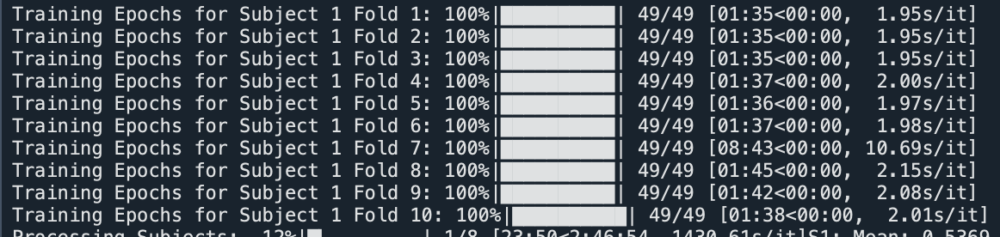 Training Epochs for Subject 1 Fold 1: 100%|██████████| 49/49 [01:35<00:00,  1.95s/it]
Training Epochs for Subject 1 Fold 2: 100%|██████████| 49/49 [01:35<00:00,  1.95s/it]
Training Epochs for Subject 1 Fold 3: 100%|██████████| 49/49 [01:35<00:00,  1.95s/it]
Training Epochs for Subject 1 Fold 4: 100%|██████████| 49/49 [01:37<00:00,  2.00s/it]
Training Epochs for Subject 1 Fold 5: 100%|██████████| 49/49 [01:36<00:00,  1.97s/it]
Training Epochs for Subject 1 Fold 6: 100%|██████████| 49/49 [01:37<00:00,  1.98s/it]
Training Epochs for Subject 1 Fold 7: 100%|██████████| 49/49 [08:43<00:00, 10.69s/it]
Training Epochs for Subject 1 Fold 8: 100%|██████████| 49/49 [01:45<00:00,  2.15s/it]
Training Epochs for Subject 1 Fold 9: 100%|██████████| 49/49 [01:42<00:00,  2.08s/it]
Training Epochs for Subject 1 Fold 10: 100%|██████████| 49/49 [01:38<00:00,  2.01s/it]
Processing Subjects:  12%|█         | 1/8 [23:50<2:46:54, 1430.61s/it]S1: Mean: